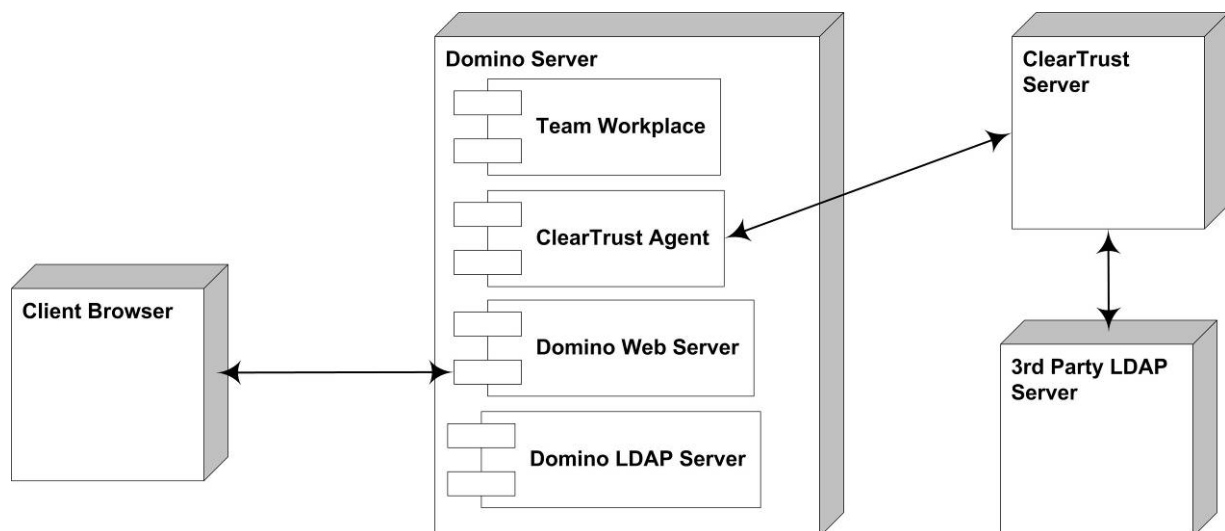 Domino Server
Team Workplace
ClearTrust Agent
Domino Web Server
Domino LDAP Server
Client Browser
ClearTrust
Server
3rd Party LDAP
Server